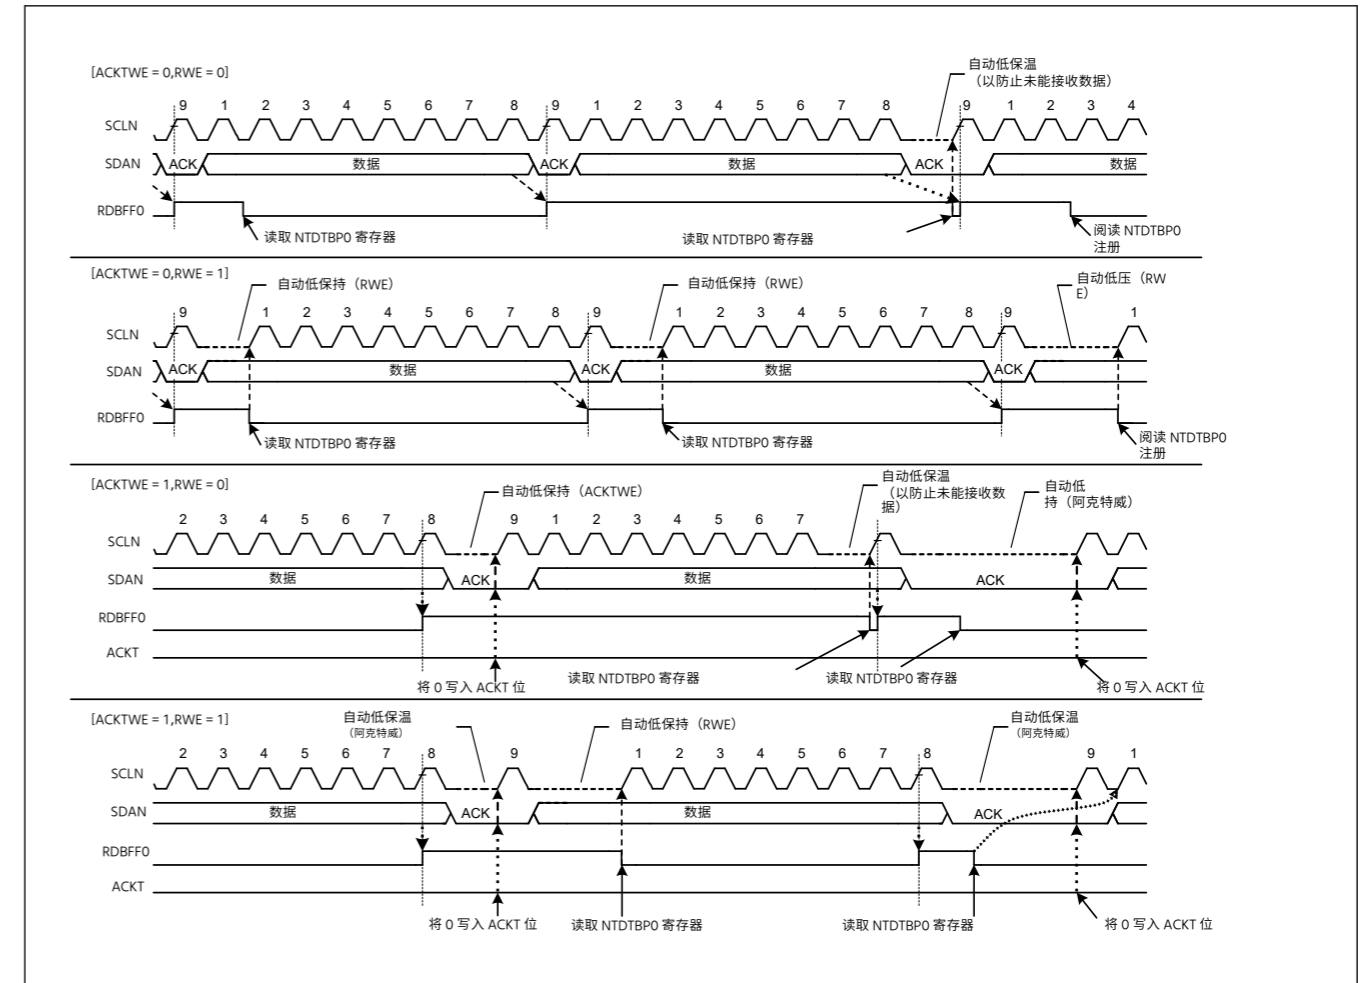 [ACKTWE = 0,RWE = 0]
自动低保温
（以防止未能接收数据)
9 1 2 3 4 5 6 7 8 9 1 2 3 4 5 6 7 8 9 1 2 3 4
SCLN
SDAN ACK 数据 ACK 数据 ACK 数据
RDBFF0
读取 NTDTBP0 寄存器 读取 NTDTBP0 寄存器 阅读 NTDTBP0
注册
[ACKTWE = 0,RWE = 1]
自动低保持（RWE） 自动低保持（RWE） 自动低压（RW
E）
9 1 2 3 4 5 6 7 8 9 1 2 3 4 5 6 7 8 9 1
SCLN
SDAN ACK 数据 ACK 数据 ACK
RDBFF0
读取 NTDTBP0 寄存器 读取 NTDTBP0 寄存器 阅读 NTDTBP0
注册
[ACKTWE = 1,RWE = 0]
自动低保持（ACKTWE）
自动低保温
（以防止未能接收数
据）
自动低
持（阿克特威）
2 3 4 5 6 7 8 9 1 2 3 4 5 6 7
SCLN
SDAN 数据 ACK 数据 ACK
RDBFF0
ACKT
将 0 写入 ACKT 位 读取 NTDTBP0 寄存器 读取 NTDTBP0 寄存器 将 0 写入 ACKT 位
[ACKTWE = 1,RWE = 1]
自动低保温
（阿克特威）
自动低保持（RWE）
自动低保温
（阿克特威）
2 3 4 5 6 7 8 9 1 2 3 4 5 6 7 8 9 1
SCLN
SDAN 数据 ACK 数据 ACK
RDBFF0
ACKT
将 0 写入 ACKT 位 读取 NTDTBP0 寄存器 读取 NTDTBP0 寄存器 将 0 写入 ACKT 位